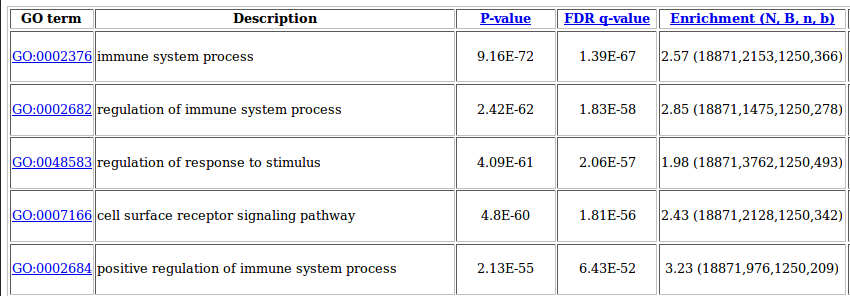 GO term Description P-value FDR q-value Enrichment (N, B, n, b)
GO:0002376 immune system process 9.16E-72 1.39E-67 2.57 (18871,2153,1250,366)
GO:0002682 regulation of immune system process 2.42E-62 1.83E-58 2.85 (18871,1475,1250,278)
GO:0048583 regulation of response to stimulus 4.09E-61 2.06E-57 1.98 (18871,3762,1250,493)
GO:0007166 cell surface receptor signaling pathway 4.8E-60 1.81E-56 2.43 (18871,2128,1250,342)
GO:0002684 positive regulation of immune system process 2.13E-55 6.43E-52 3.23 (18871,976,1250,209)